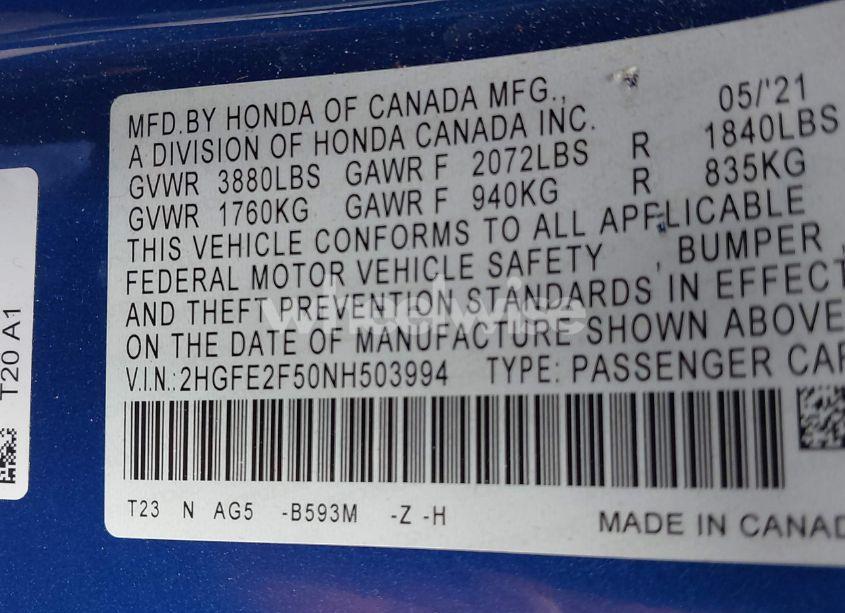 MFD.BY HONDA OF CANADA MFG., 05/'21
A DIVISION OF HONDA CANADA INC.
GVWR 3880LBS GAWR F 2072LBS R 1840LBS
GVWR 1760KG GAWR F 940KG R 835KG
THIS VEHICLE CONFORMS TO ALL APPLICABLE
FEDERAL MOTOR VEHICLE SAFETY , BUMPER ,
AND THEFT PREVENTION STANDARDS IN EFFECT
ON THE DATE OF MANUFACTURE SHOWN ABOVE
V.I.N.:2HGFE2F50NH503994 TYPE: PASSENGER CAR
T23 N AG5 -B593M -Z -H
MADE IN CANAD
T20 A1
wheelwise